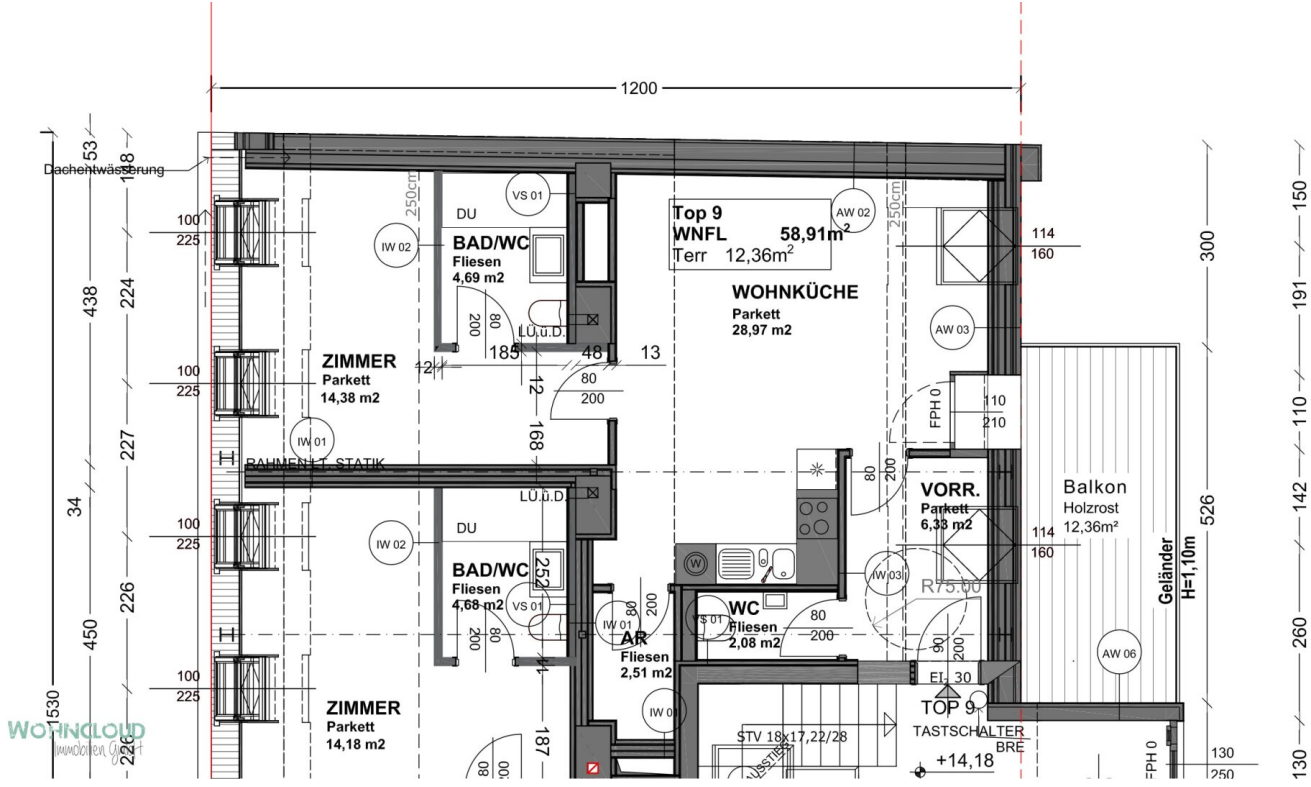 1200
Dachentwässerung
53
148
438
224
227
34
226
450
1530
226
100
225
100
225
100
225
100
225
250cm
DU
VS 01
IW 02
BAD/WC
Fliesen
4,69 m2
80
200
LÜ.u.D.
12
185
48
13
12
168
80
200
ZIMMER
Parkett
14,38 m2
IW 01
RAHMEN LT. STATIK
Top 9
WNFL 58,91m²
Terr 12,36m²
AW 02
250cm
WOHNKÜCHE
Parkett
28,97 m2
AW 03
114
160
FPH 0
110
210
80
200
VORR.
Parkett
6,33 m2
114
160
Balkon
Holzrost
12,36m²
Geländer
H=1,10m
AW 06
300
526
150
191
110
142
260
130
LÜ.u.D.
IW 02
DU
BAD/WC
Fliesen
4,68 m2
252
VS 01
80
200
ZIMMER
Parkett
14,18 m2
187
80
IW 01
80
200
AR
Fliesen
2,51 m2
IW 01
W
VS 01
WC
Fliesen
2,08 m2
80
200
IW 03
R75.00
90
200
EI- 30
TOP 9
TASTSCHALTER
BRE
+14,18
STV 18x17,22/28
FPH 0
130
250
WOHNCLOUD
Immobilien GmbH